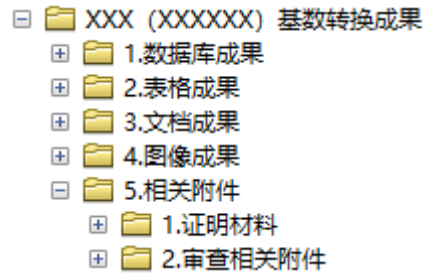 XXX（XXXXXX）基数转换成果
1.数据库成果
2.表格成果
3.文档成果
4.图像成果
5.相关附件
1.证明材料
2.审查相关附件